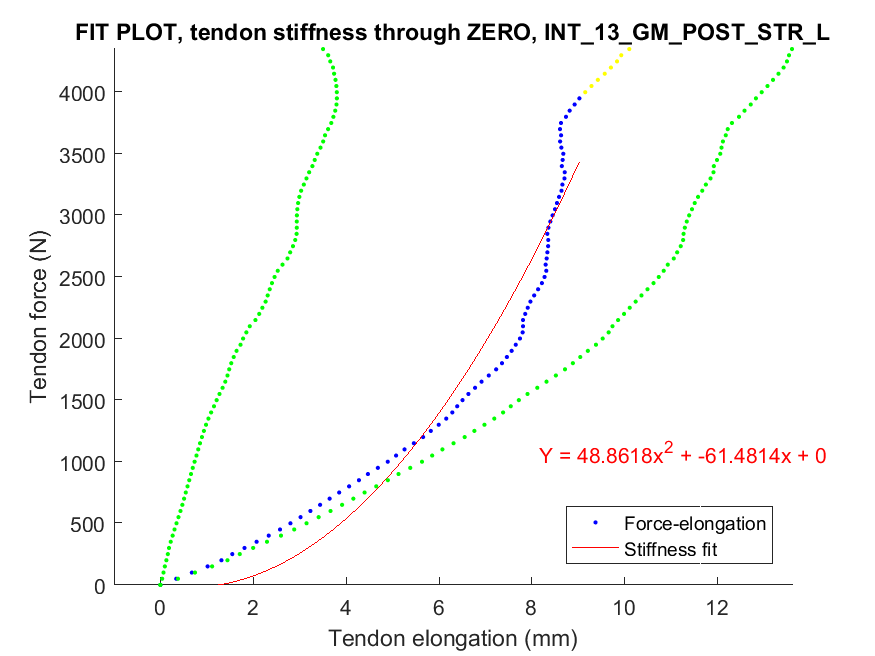 FIT PLOT, tendon stiffness through ZERO, INT_13_GM_POST_STR_L
Tendon force (N)
4000
3500
3000
2500
2000
1500
1000
500
0
Y = 48.8618x² + -61.4814x + 0
Force-elongation
Stiffness fit
0 2 4 6 8 10 12
Tendon elongation (mm)